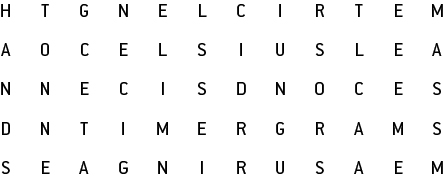 H T G N E L C I R T E M
A O C E L S I U S L E A
N N E C I S D N O C E S
D N T I M E R G R A M S
S E A G N I R U S A E M